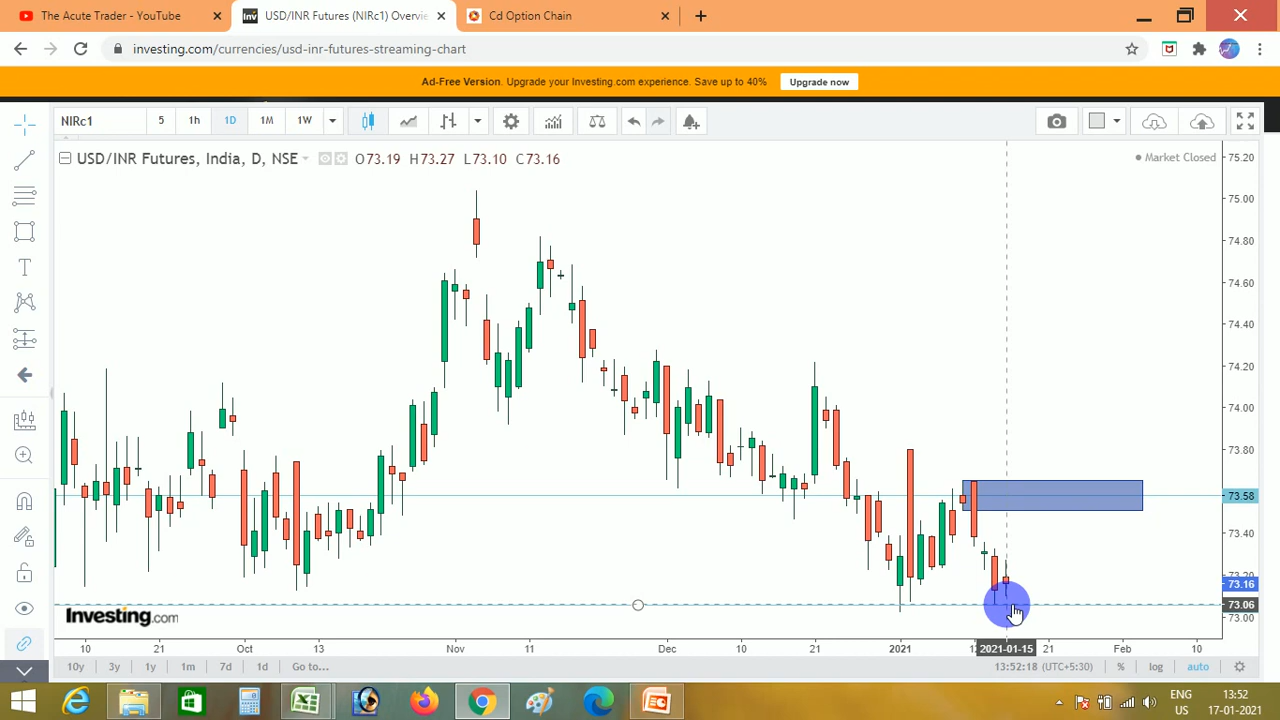 The Acute Trader - YouTube
USD/INR Futures (NIRc1) Overvi
Cd Option Chain
investing.com/currencies/usd-inr-futures-streaming-chart
Ad-Free Version. Upgrade your Investing.com experience. Save up to 40%
Upgrade now
NIRc1 5 1h 1D 1M 1W
USD/INR Futures, India, D, NSE O73.19 H73.27 L73.10 C73.16
Market Closed
75.20
75.00
74.80
74.60
74.40
74.20
74.00
73.80
73.58
73.40
73.16
73.06
73.00
Investing.com
10 21 Oct 13 Nov 11 Dec 10 21 2021 2021-01-15 21 Feb 10
10y 3y 1y 1m 7d 1d Go to... 13:52:18 (UTC+5:30) % log auto
ENG 13:52
US 17-01-2021